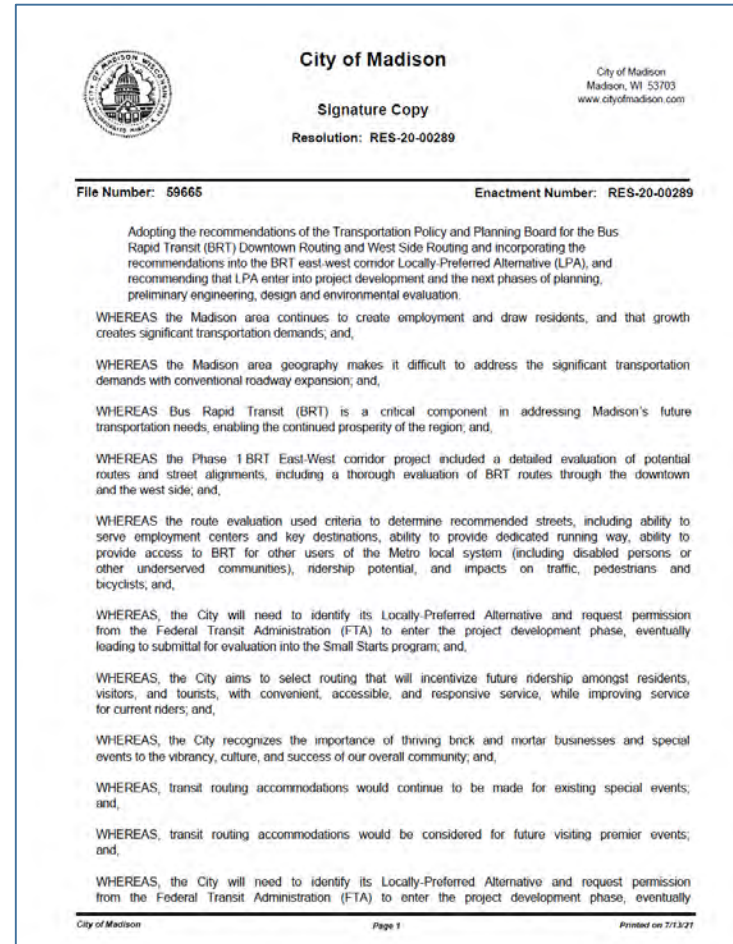 City of Madison
City of Madison
Madison, WI 53703
www.cityofmadison.com
Signature Copy
Resolution: RES-20-00289
File Number: 59665
Enactment Number: RES-20-00289
Adopting the recommendations of the Transportation Policy and Planning Board for the Bus
Rapid Transit (BRT) Downtown Routing and West Side Routing and incorporating the
recommendations into the BRT east-west corridor Locally-Preferred Alternative (LPA), and
recommending that LPA enter into project development and the next phases of planning,
preliminary engineering, design and environmental evaluation.
WHEREAS the Madison area continues to create employment and draw residents, and that growth
creates significant transportation demands; and,
WHEREAS the Madison area geography makes it difficult to address the significant transportation
demands with conventional roadway expansion; and,
WHEREAS Bus Rapid Transit (BRT) is a critical component in addressing Madison's future
transportation needs, enabling the continued prosperity of the region; and,
WHEREAS the Phase 1 BRT East-West corridor project included a detailed evaluation of potential
routes and street alignments, including a thorough evaluation of BRT routes through the downtown
and the west side; and,
WHEREAS the route evaluation used criteria to determine recommended streets, including ability to
serve employment centers and key destinations, ability to provide dedicated running way, ability to
provide access to BRT for other users of the Metro local system (including disabled persons or
other underserved communities), ridership potential, and impacts on traffic, pedestrians and
bicyclists; and,
WHEREAS, the City will need to identify its Locally-Preferred Alternative and request permission
from the Federal Transit Administration (FTA) to enter the project development phase, eventually
leading to submittal for evaluation into the Small Starts program; and,
WHEREAS, the City aims to select routing that will incentivize future ridership amongst residents,
visitors, and tourists, with convenient, accessible, and responsive service, while improving service
for current riders; and,
WHEREAS, the City recognizes the importance of thriving brick and mortar businesses and special
events to the vibrancy, culture, and success of our overall community; and,
WHEREAS, transit routing accommodations would continue to be made for existing special events;
and,
WHEREAS, transit routing accommodations would be considered for future visiting premier events;
and,
WHEREAS, the City will need to identify its Locally-Preferred Alternative and request permission
from the Federal Transit Administration (FTA) to enter the project development phase, eventually
City of Madison
Page 1
Printed on 7/13/21